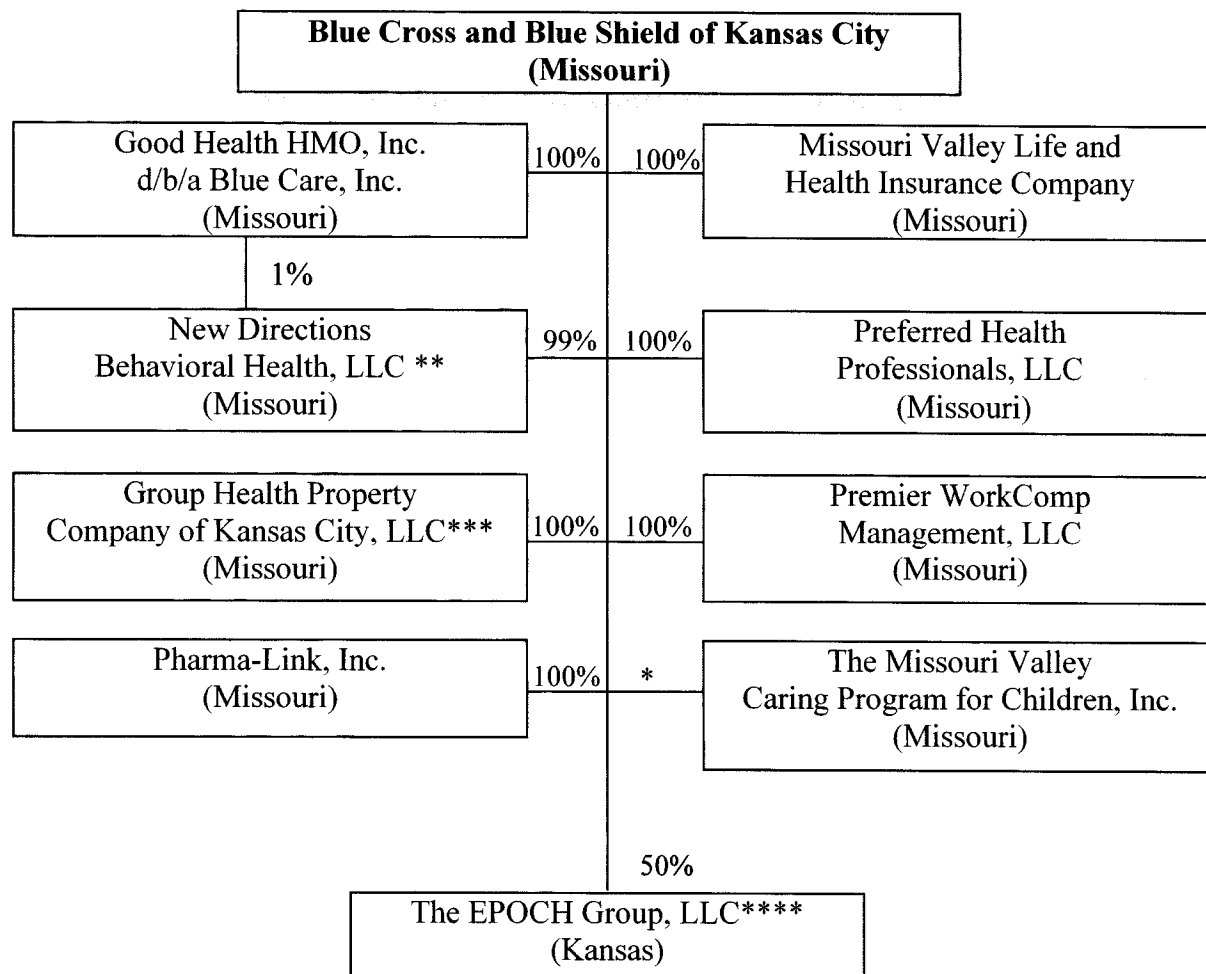 Blue Cross and Blue Shield of Kansas City
(Missouri)
Good Health HMO, Inc.
d/b/a Blue Care, Inc.
(Missouri)
100%
100%
Missouri Valley Life and
Health Insurance Company
(Missouri)
1%
New Directions
Behavioral Health, LLC **
(Missouri)
99%
100%
Preferred Health
Professionals, LLC
(Missouri)
Group Health Property
Company of Kansas City, LLC***
(Missouri)
100%
100%
Premier WorkComp
Management, LLC
(Missouri)
Pharma-Link, Inc.
(Missouri)
100%
*
The Missouri Valley
Caring Program for Children, Inc.
(Missouri)
50%
The EPOCH Group, LLC****
(Kansas)